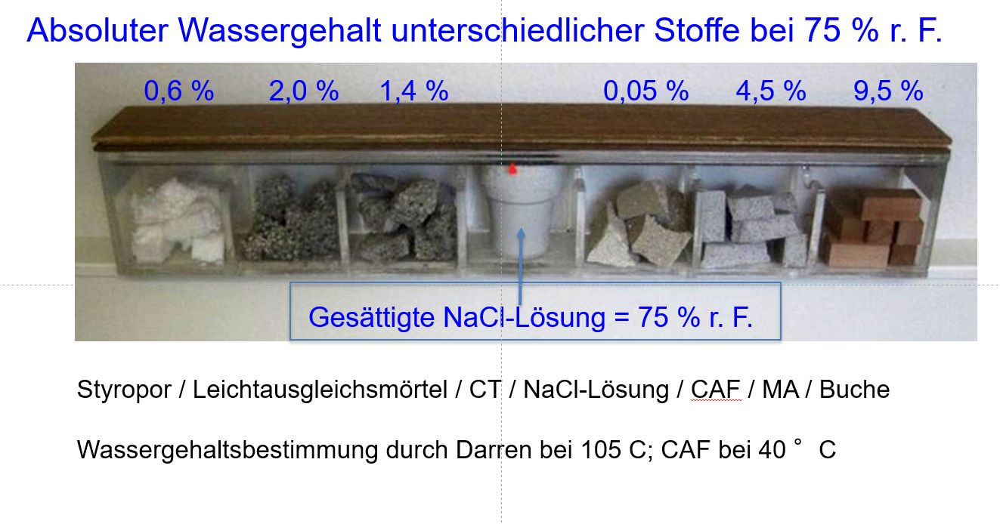 Absoluter Wassergehalt unterschiedlicher Stoffe bei 75 % r. F.
0,6 % 2,0 % 1,4 % 0,05 % 4,5 % 9,5 %
Gesättigte NaCl-Lösung = 75 % r. F.
Styropor / Leichtausgleichsmörtel / CT / NaCl-Lösung / CAF / MA / Buche
Wassergehaltsbestimmung durch Darren bei 105 C; CAF bei 40 ° C